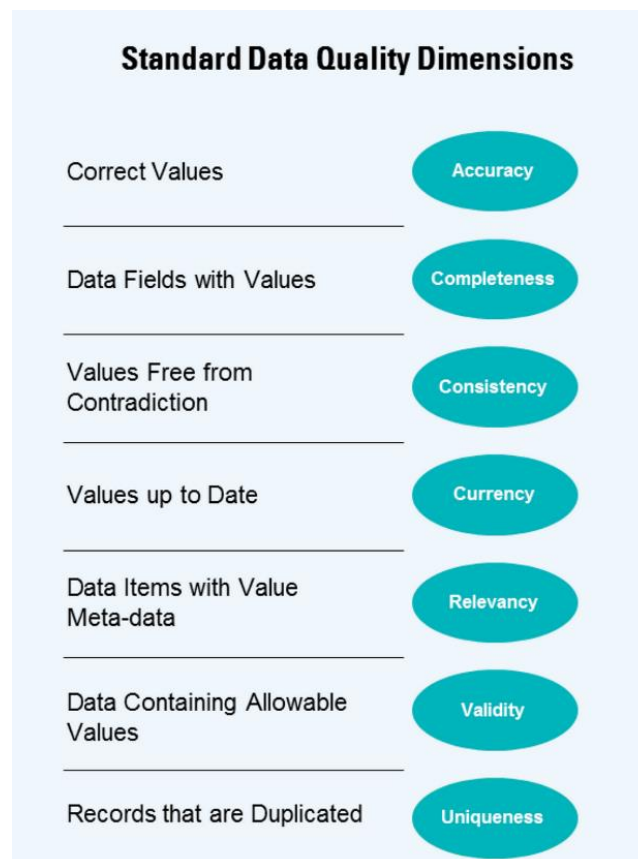 Standard Data Quality Dimensions
Correct Values
Accuracy
Data Fields with Values
Completeness
Values Free from
Contradiction
Consistency
Values up to Date
Currency
Data Items with Value
Meta-data
Relevancy
Data Containing Allowable
Values
Validity
Records that are Duplicated
Uniqueness